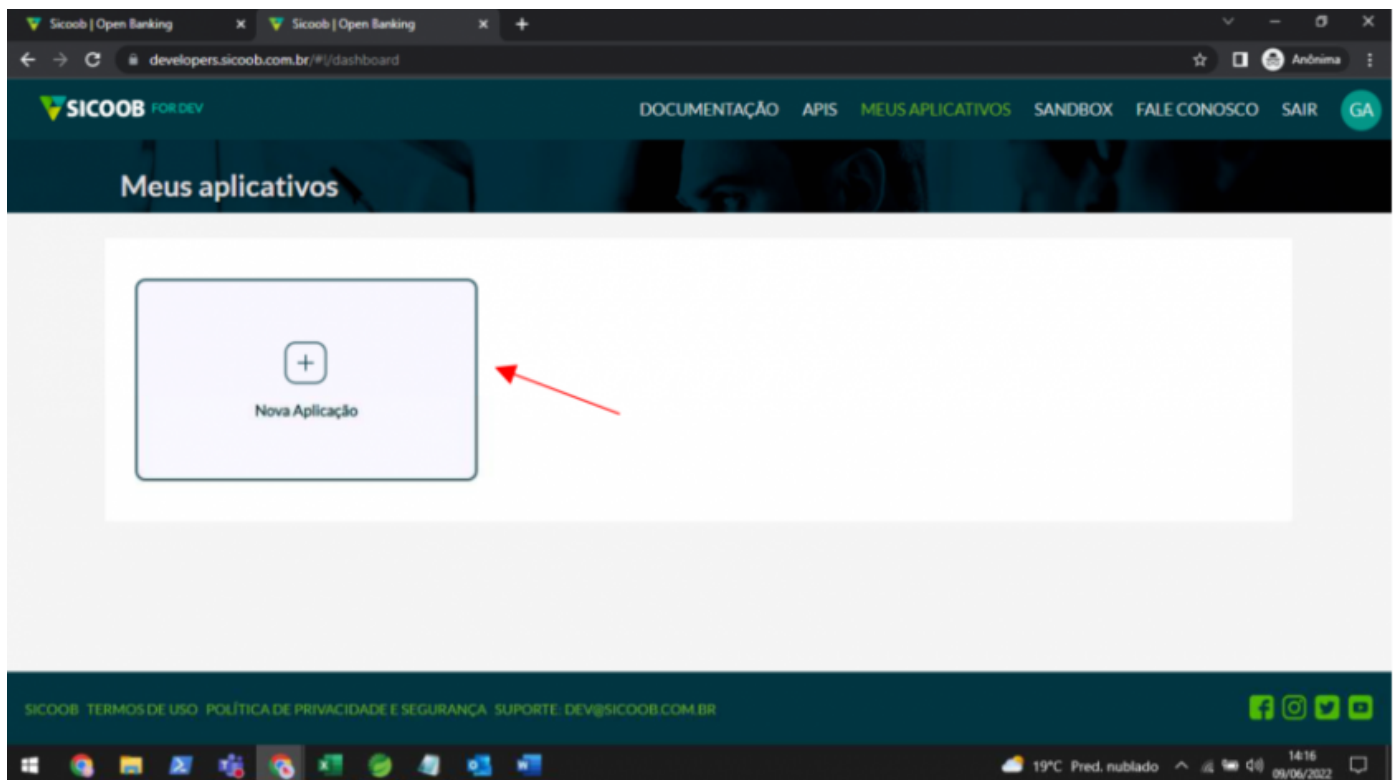 Sicoob | Open Banking
Sicoob | Open Banking
developers.sicoob.com.br/#!/dashboard
Anônima
SICOOB FOR DEV
DOCUMENTAÇÃO APIS MEUS APLICATIVOS SANDBOX FALE CONOSCO SAIR GA
Meus aplicativos
Nova Aplicação
SICOOB TERMOS DE USO POLÍTICA DE PRIVACIDADE E SEGURANÇA SUPORTE: DEV@SICOOB.COM.BR
19°C Pred. nublado
14:16
09/06/2022